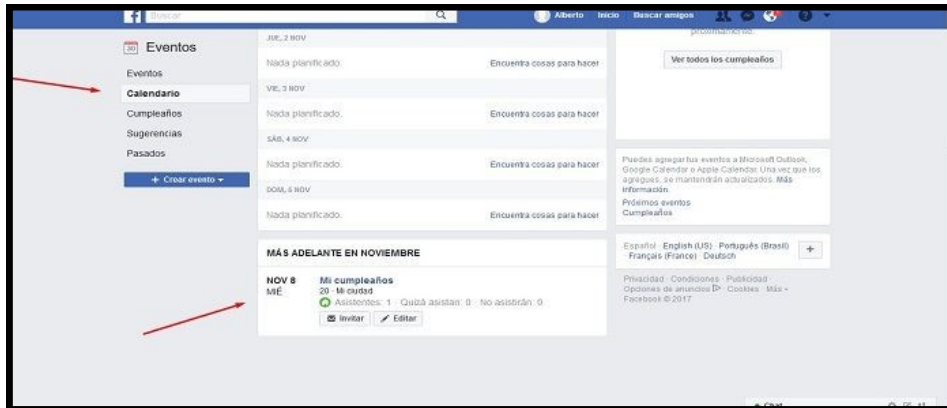 Buscar
Alberto Inicio Buscar amigos
30 Eventos
Eventos
Calendario
Cumpleaños
Sugerencias
Pasados
+ Crear evento
JUE, 2 NOV
Nada planificado. Encuentra cosas para hacer
VIE, 3 NOV
Nada planificado. Encuentra cosas para hacer
SÁB, 4 NOV
Nada planificado. Encuentra cosas para hacer
DOM, 5 NOV
Nada planificado. Encuentra cosas para hacer
MÁS ADELANTE EN NOVIEMBRE
NOV 8 Mi cumpleaños
MIÉ 20 · Mi ciudad
Asistentes: 1 · Quizá asistan: 0 · No asistirán: 0
Invitar Editar
próximamente.
Ver todos los cumpleaños
Puedes agregar tus eventos a Microsoft Outlook,
Google Calendar o Apple Calendar. Una vez que los
agregues, se mantendrán actualizados. Más
información.
Próximos eventos
Cumpleaños
Español · English (US) · Português (Brasil) +
· Français (France) · Deutsch
Privacidad · Condiciones · Publicidad ·
Opciones de anuncios · Cookies · Más
Facebook © 2017
Chat